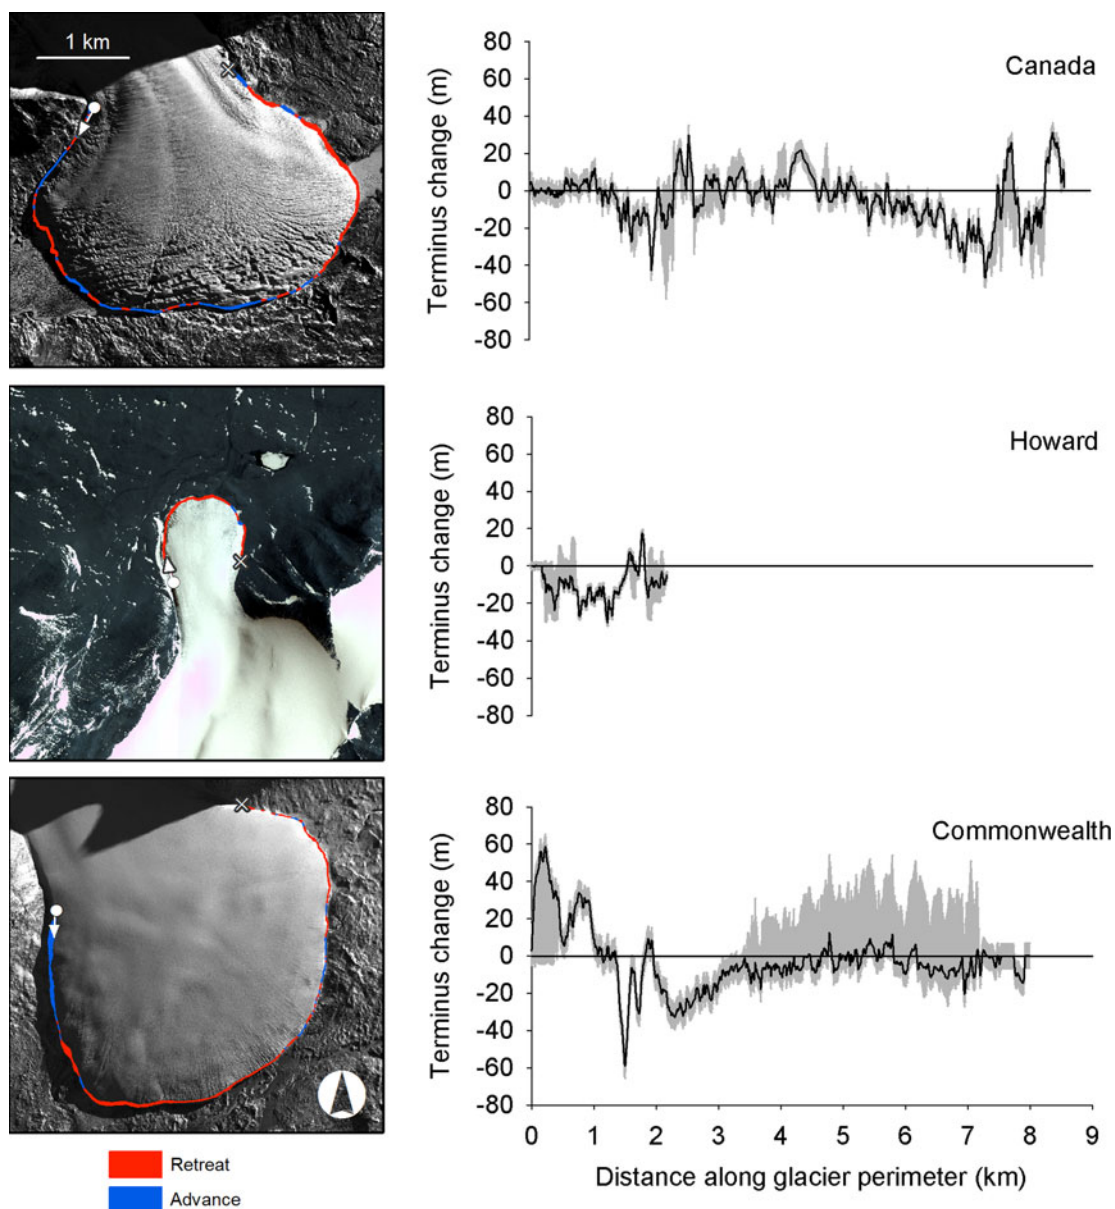 1 km
80
60
40
20
0
-20
-40
-60
-80
Terminus change (m)
Canada
80
60
40
20
0
-20
-40
-60
-80
Terminus change (m)
Howard
80
60
40
20
0
-20
-40
-60
-80
Terminus change (m)
Commonwealth
0 1 2 3 4 5 6 7 8 9
Distance along glacier perimeter (km)
Retreat
Advance